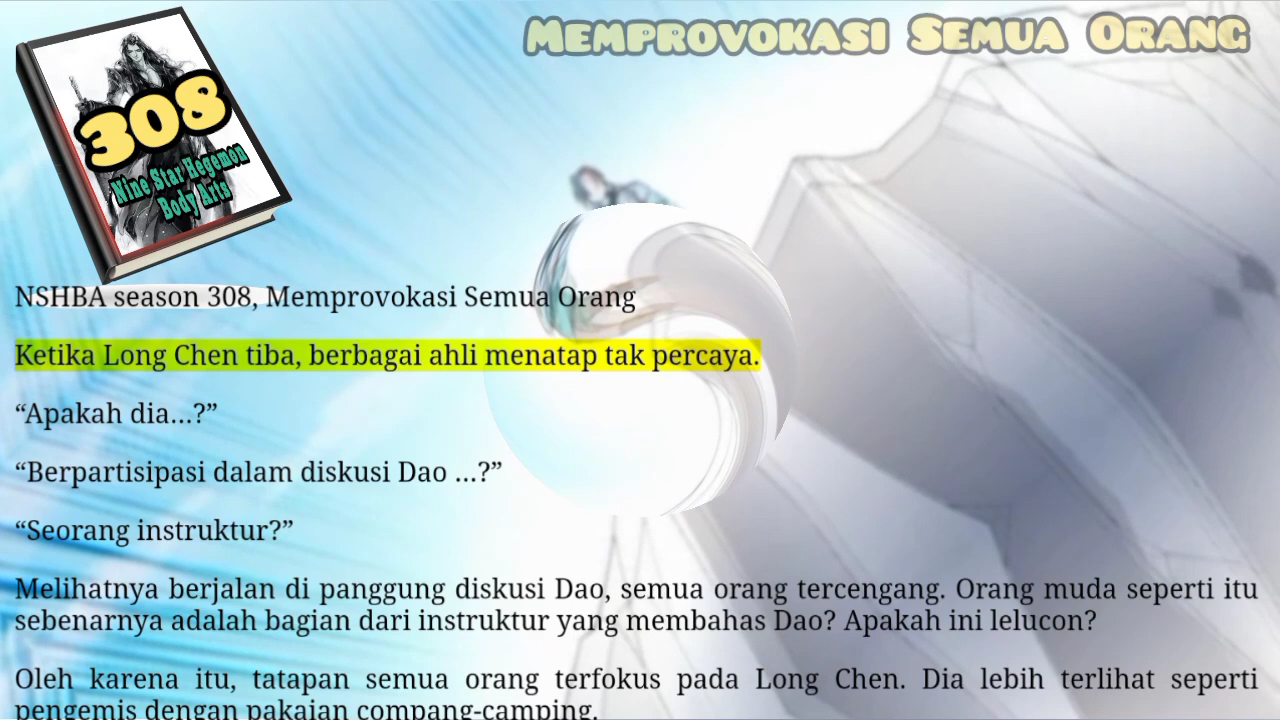 Memprovokasi Semua Orang
308
Nine Star Hegemon
Body Arts
NSHBA season 308, Memprovokasi Semua Orang
Ketika Long Chen tiba, berbagai ahli menatap tak percaya.
“Apakah dia...?”
“Berpartisipasi dalam diskusi Dao ...?”
“Seorang instruktur?”
Melihatnya berjalan di panggung diskusi Dao, semua orang tercengang. Orang muda seperti itu
sebenarnya adalah bagian dari instruktur yang membahas Dao? Apakah ini lelucon?
Oleh karena itu, tatapan semua orang terfokus pada Long Chen. Dia lebih terlihat seperti
pengemis dengan pakaian compang-camping.